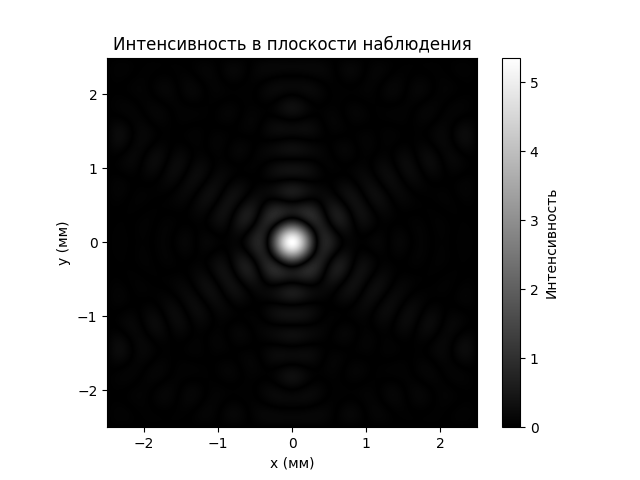 Интенсивность в плоскости наблюдения
2
1
0
−1
−2
y (мм)
−2 −1 0 1 2
x (мм)
5
4
3
2
1
0
Интенсивность